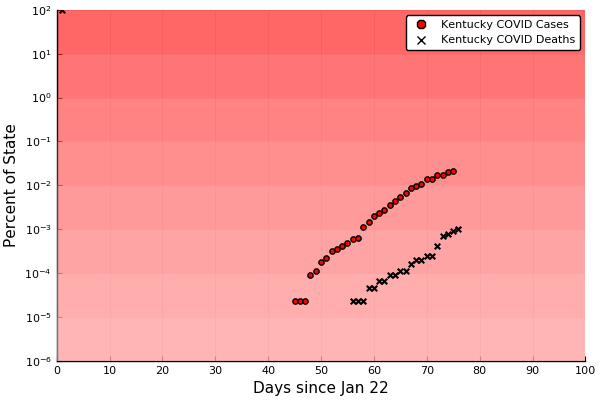 Kentucky COVID Cases
Kentucky COVID Deaths
Percent of State
10²
10¹
10⁰
10⁻¹
10⁻²
10⁻³
10⁻⁴
10⁻⁵
10⁻⁶
0 10 20 30 40 50 60 70 80 90 100
Days since Jan 22